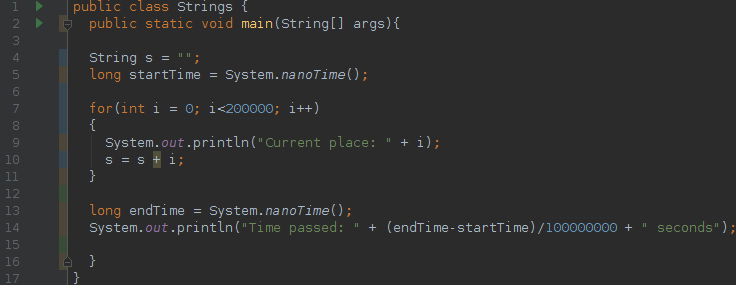 1 public class Strings {
2 public static void main(String[] args){
3
4 String s = "";
5 long startTime = System.nanoTime();
6
7 for(int i = 0; i<200000; i++)
8 {
9 System.out.println("Current place: " + i);
10 s = s + i;
11 }
12
13 long endTime = System.nanoTime();
14 System.out.println("Time passed: " + (endTime-startTime)/100000000 + " seconds");
15
16 }
17 }